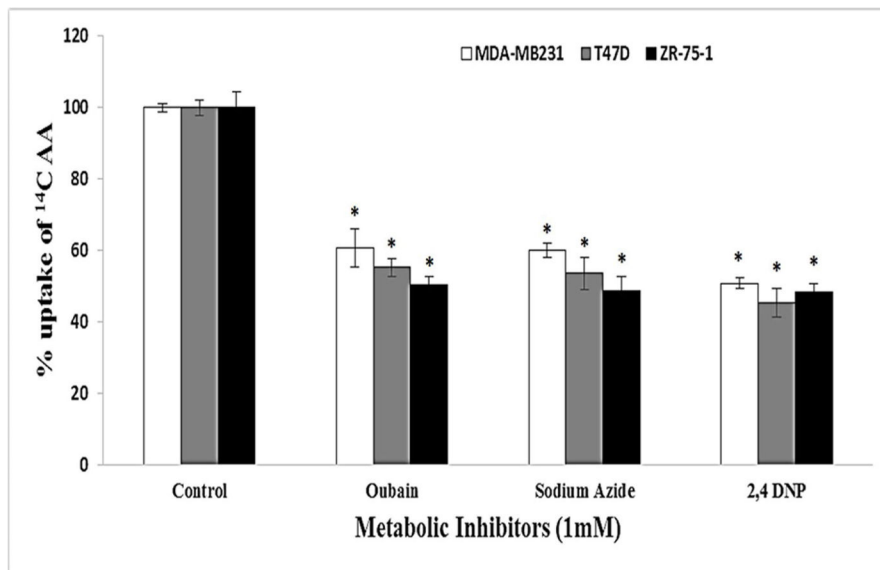 120
MDA-MB231 T47D ZR-75-1
100
80
60
40
20
0
% uptake of ¹⁴C AA
* * *
* * *
* * *
Control Oubain Sodium Azide 2,4 DNP
Metabolic Inhibitors (1mM)